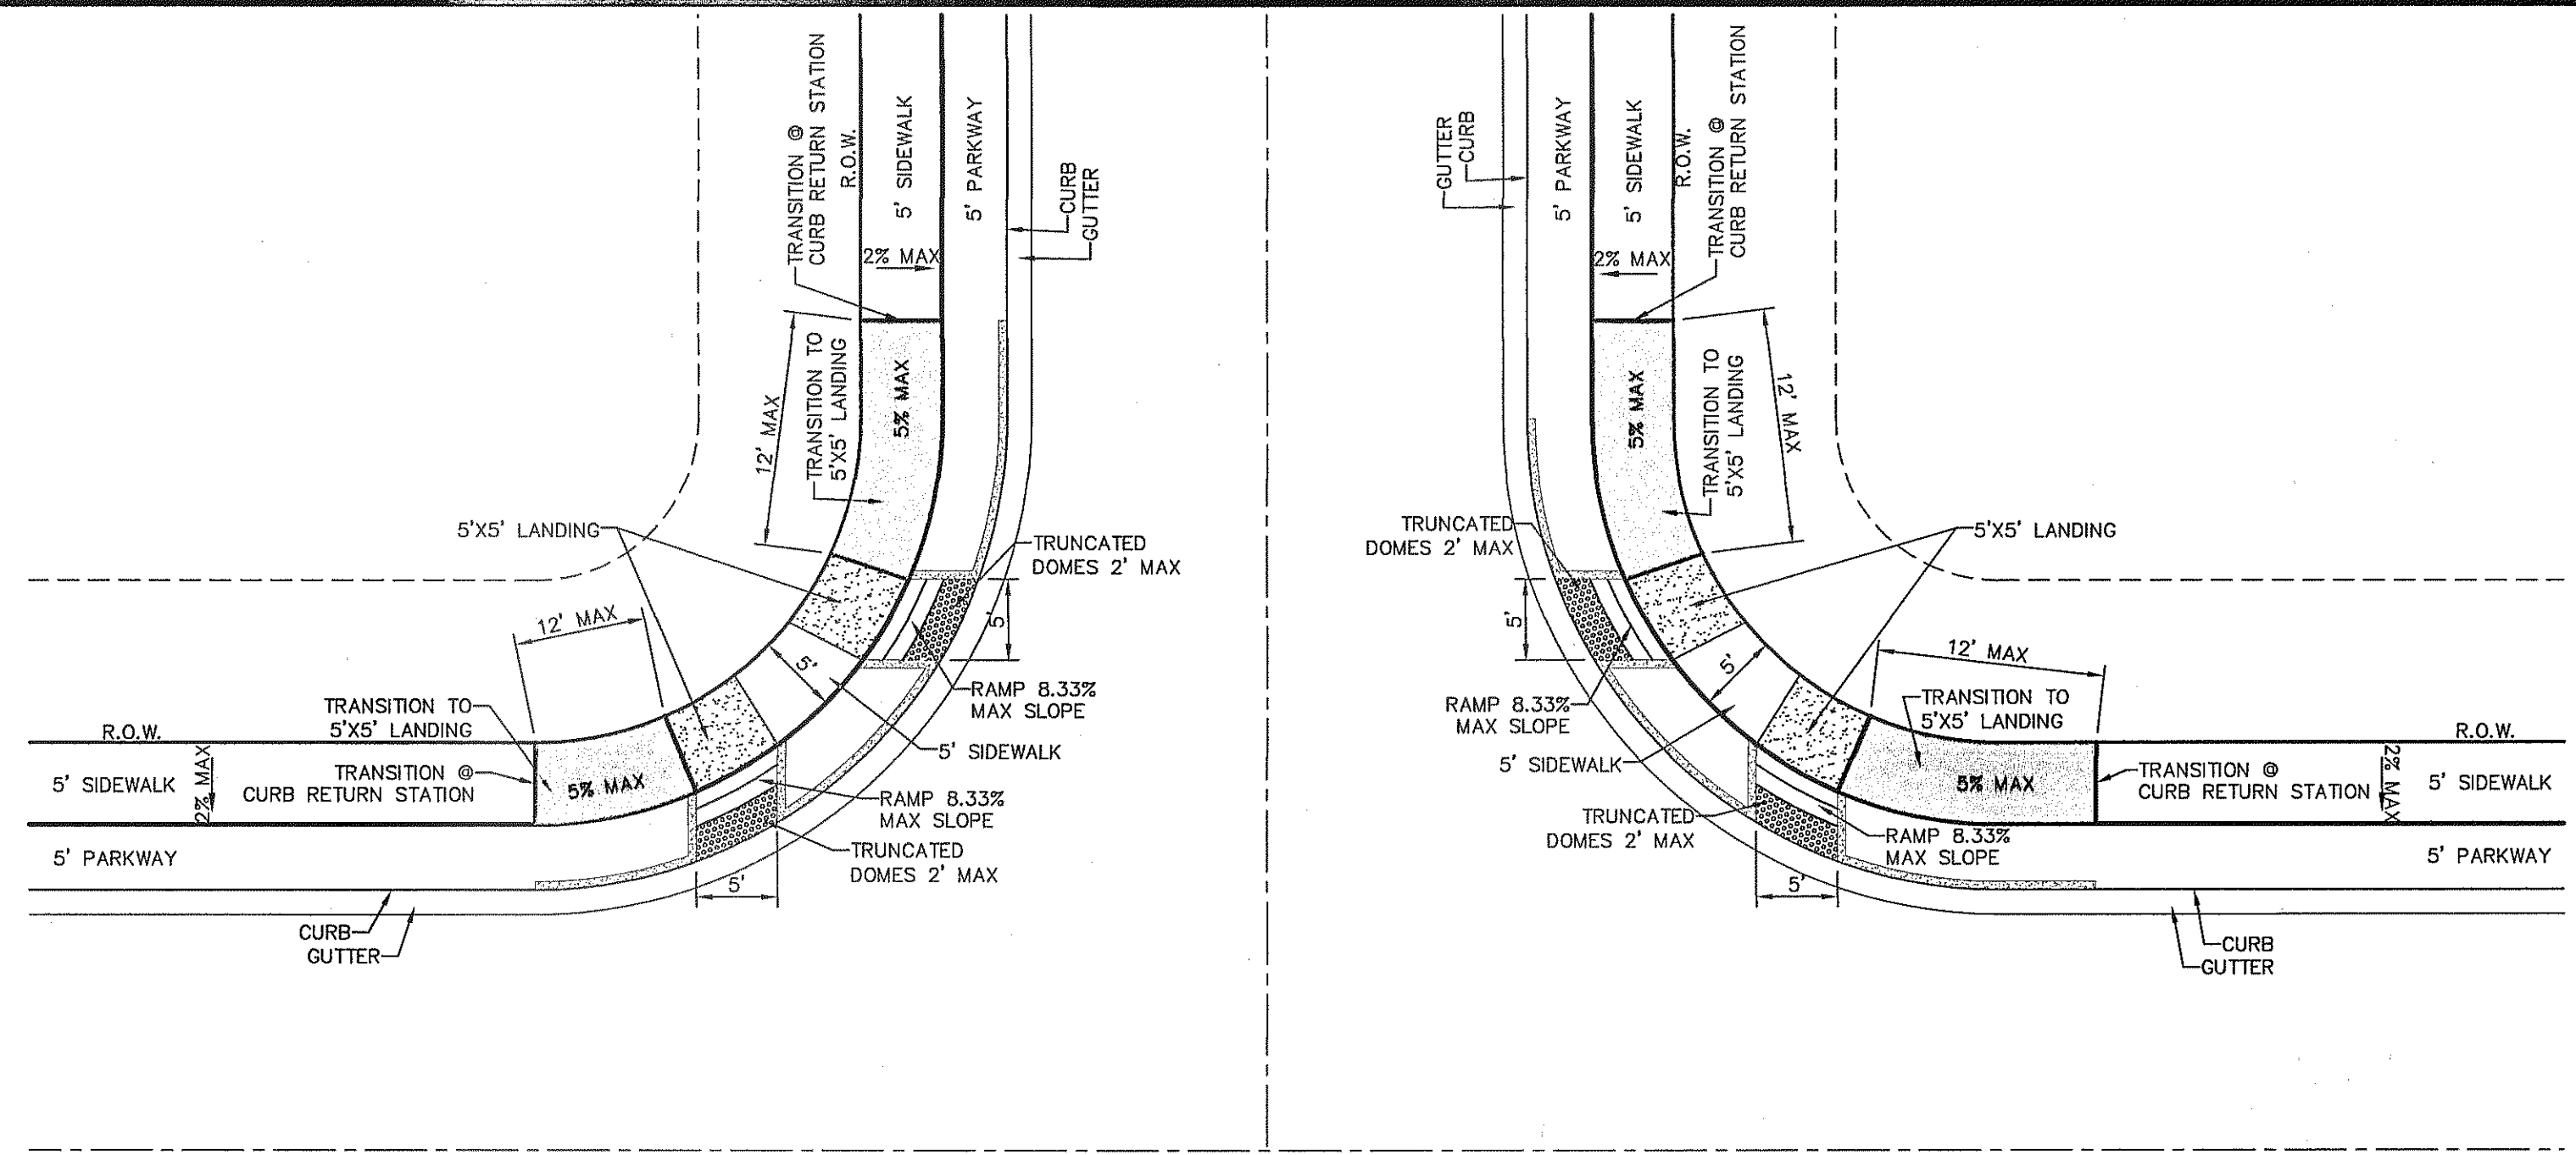 TRANSITION @
CURB RETURN STATION
R.O.W.
5' SIDEWALK
5' PARKWAY
CURB
GUTTER
2% MAX
12' MAX
TRANSITION TO
5'X5' LANDING
5% MAX
5'X5' LANDING
TRUNCATED
DOMES 2' MAX
5'
12' MAX
5'
RAMP 8.33%
MAX SLOPE
TRANSITION TO
5'X5' LANDING
5' SIDEWALK
R.O.W.
5' SIDEWALK
2% MAX
TRANSITION @
CURB RETURN STATION
5% MAX
RAMP 8.33%
MAX SLOPE
TRUNCATED
DOMES 2' MAX
5' PARKWAY
5'
CURB
GUTTER
GUTTER
CURB
5' PARKWAY
5' SIDEWALK
R.O.W.
TRANSITION @
CURB RETURN STATION
2% MAX
5% MAX
TRANSITION TO
5'X5' LANDING
12' MAX
TRUNCATED
DOMES 2' MAX
5'X5' LANDING
5'
5'
12' MAX
RAMP 8.33%
MAX SLOPE
TRANSITION TO
5'X5' LANDING
5' SIDEWALK
R.O.W.
5% MAX
TRANSITION @
CURB RETURN STATION
2% MAX
5' SIDEWALK
TRUNCATED
DOMES 2' MAX
RAMP 8.33%
MAX SLOPE
5' PARKWAY
5'
CURB
GUTTER